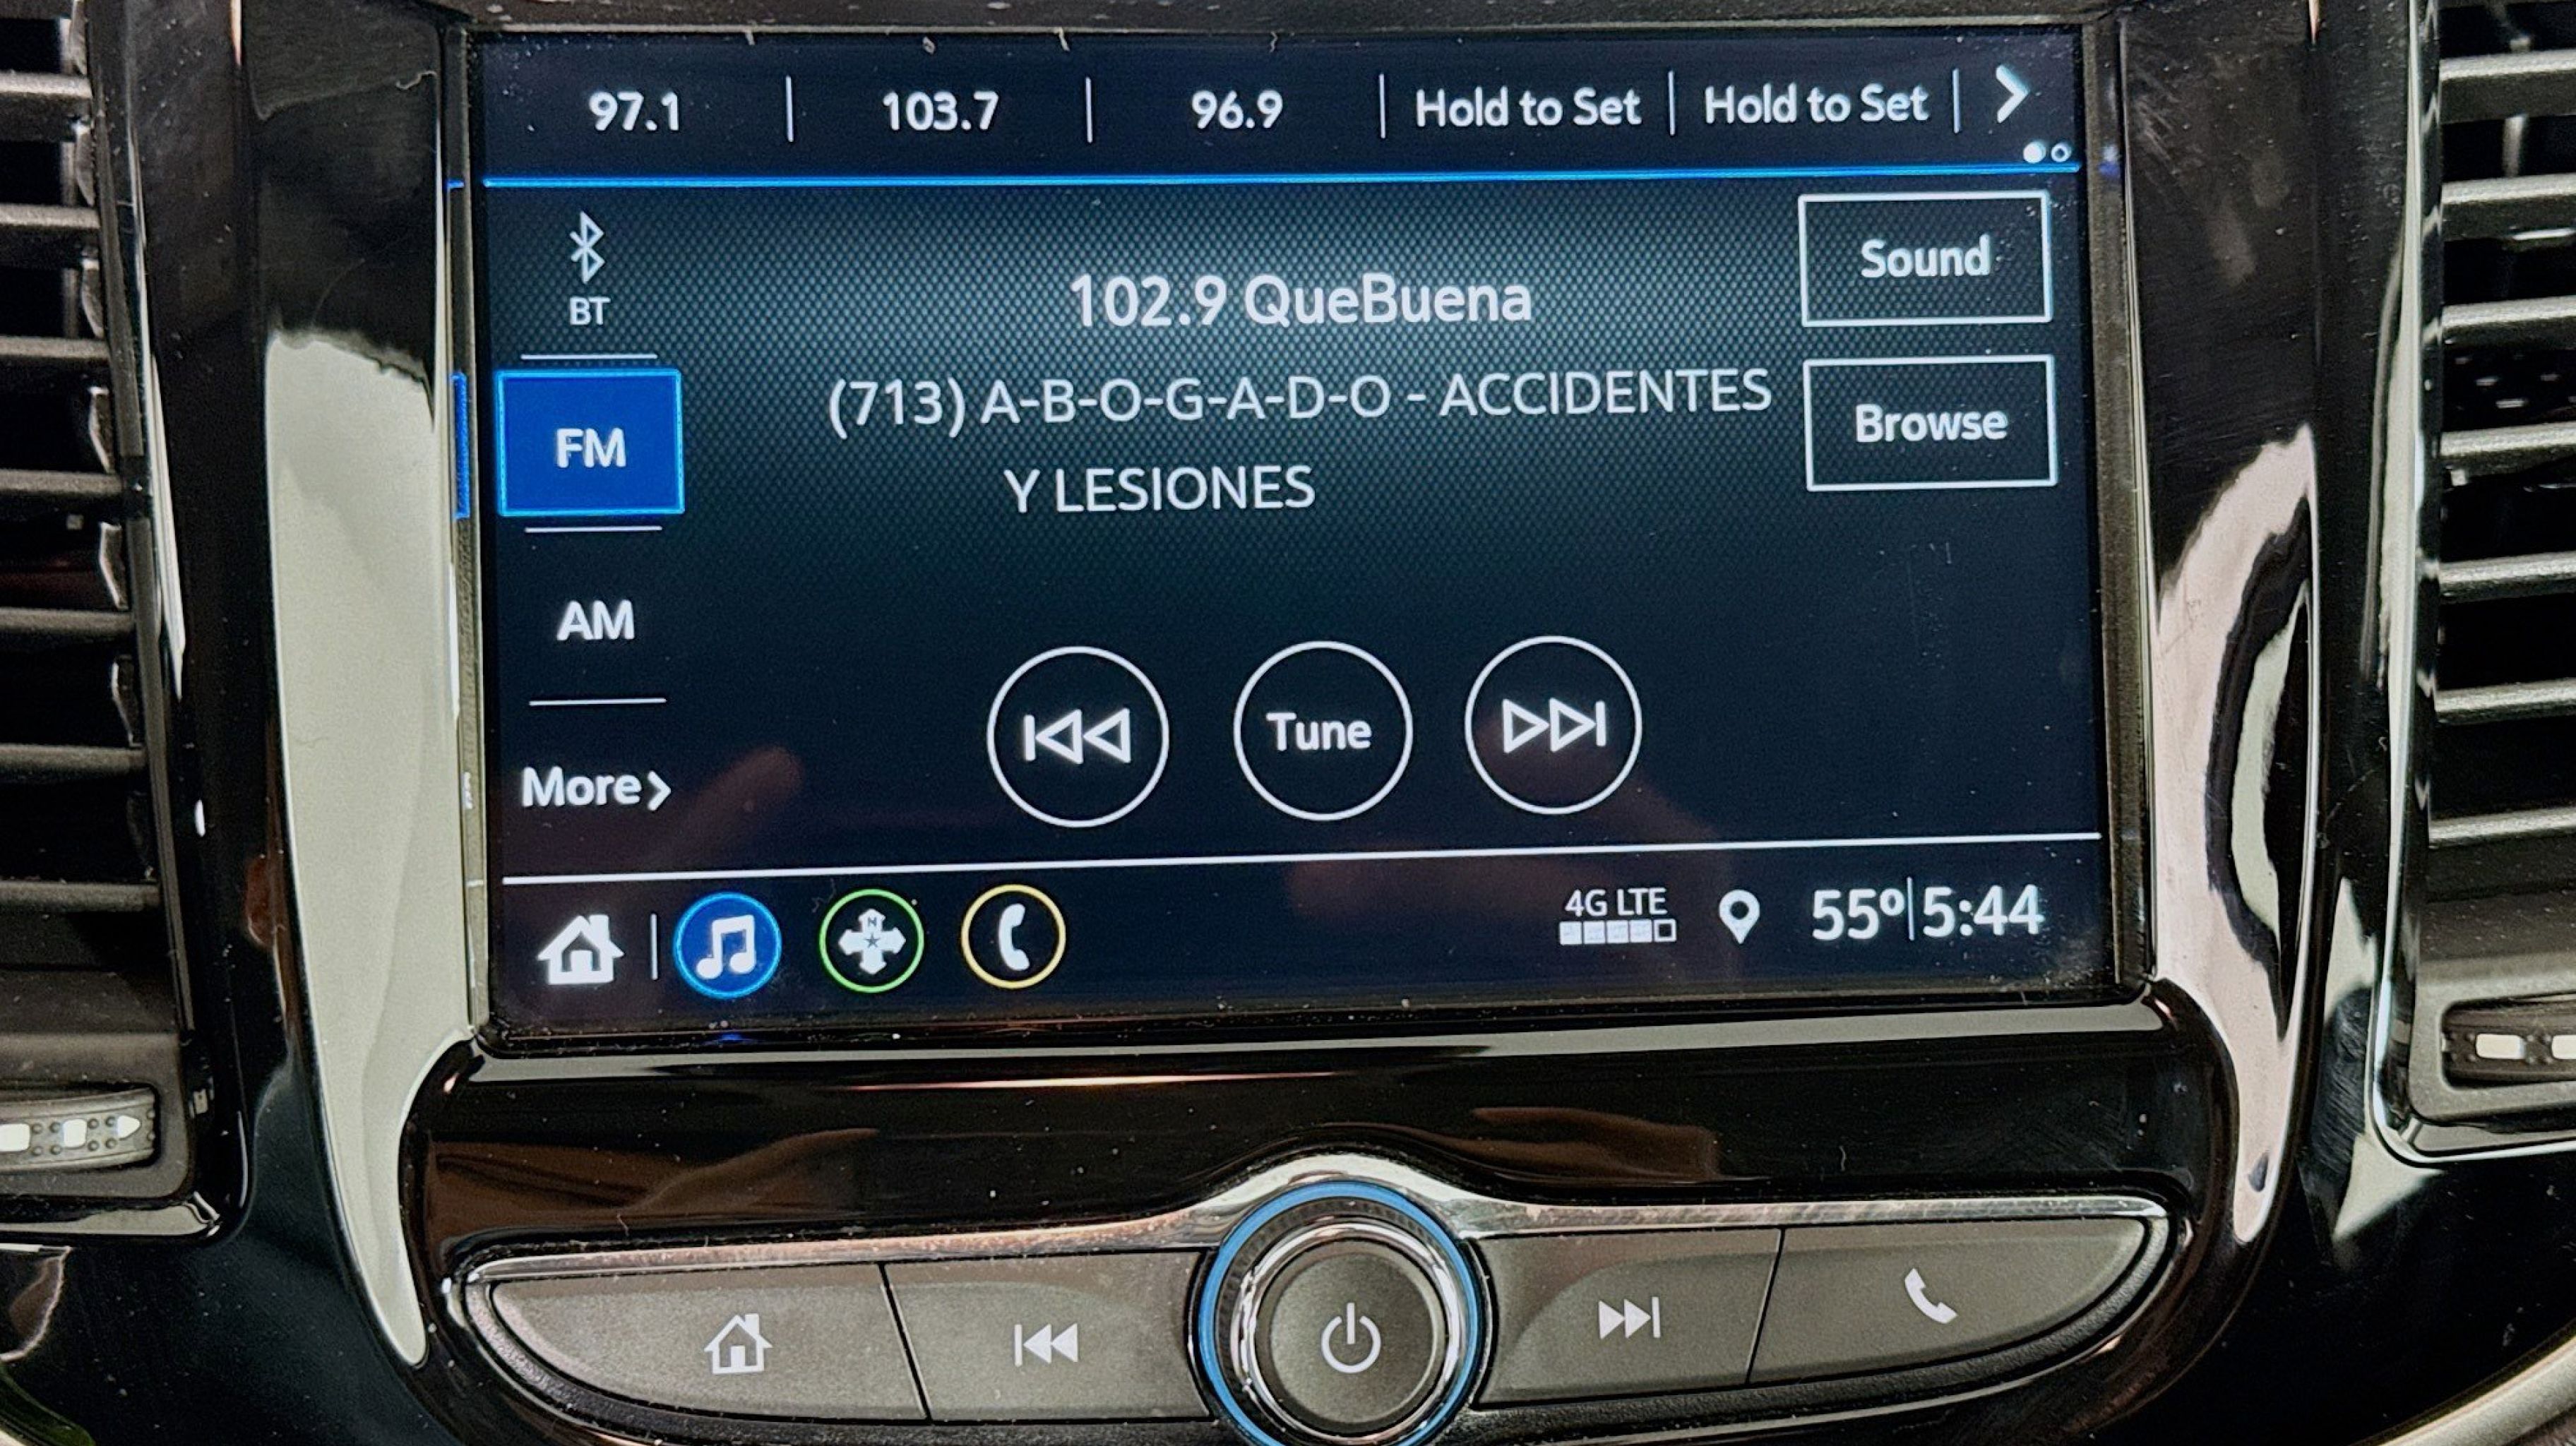 97.1 | 103.7 | 96.9 | Hold to Set | Hold to Set
BT
Sound
102.9 QueBuena
(713) A-B-O-G-A-D-O - ACCIDENTES
Y LESIONES
Browse
FM
AM
Tune
More
N
4G LTE
55° | 5:44